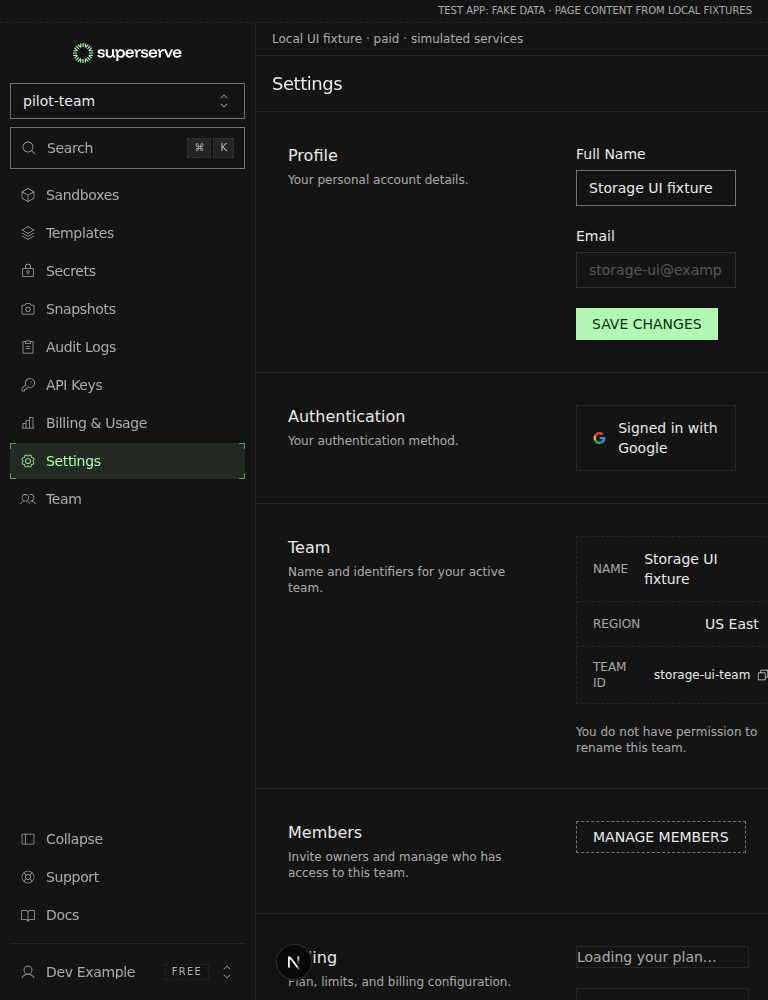 TEST APP: FAKE DATA · PAGE CONTENT FROM LOCAL FIXTURES
superserve
pilot-team
Search ⌘ K
Sandboxes
Templates
Secrets
Snapshots
Audit Logs
API Keys
Billing & Usage
Settings
Team
Collapse
Support
Docs
Dev Example FREE
Local UI fixture · paid · simulated services
Settings
Profile
Your personal account details.
Full Name
Storage UI fixture
Email
storage-ui@examp
SAVE CHANGES
Authentication
Your authentication method.
Signed in with
Google
Team
Name and identifiers for your active
team.
NAME Storage UI
fixture
REGION US East
TEAM
ID storage-ui-team
You do not have permission to
rename this team.
Members
Invite owners and manage who has
access to this team.
MANAGE MEMBERS
N
Plan, limits, and billing configuration.
Loading your plan...